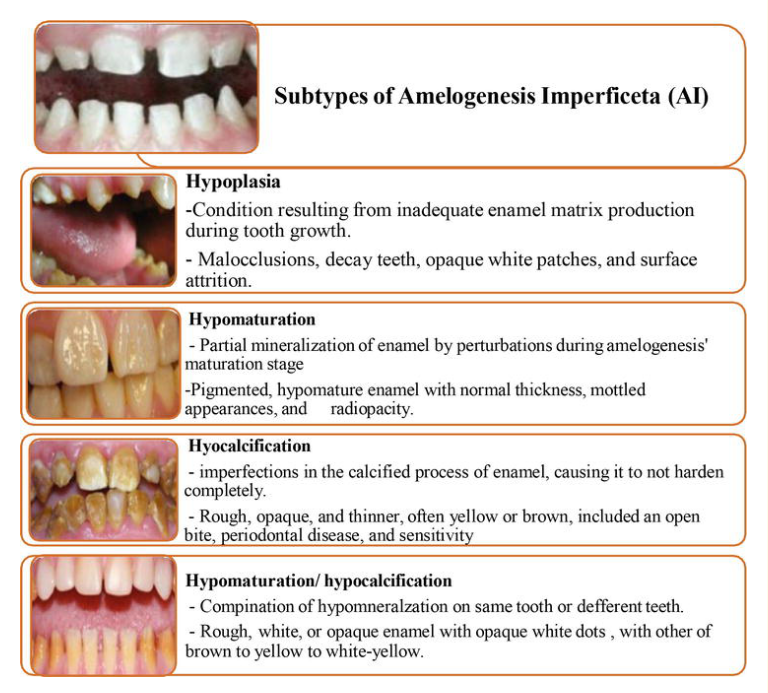 Subtypes of Amelogenesis Imperficeta (AI)
Hypoplasia
-Condition resulting from inadequate enamel matrix production
during tooth growth.
- Malocclusions, decay teeth, opaque white patches, and surface
attrition.
Hypomaturation
- Partial mineralization of enamel by perturbations during amelogenesis'
maturation stage
-Pigmented, hypomature enamel with normal thickness, mottled
appearances, and radiopacity.
Hyocalcification
- imperfections in the calcified process of enamel, causing it to not harden
completely.
- Rough, opaque, and thinner, often yellow or brown, included an open
bite, periodontal disease, and sensitivity
Hypomaturation/ hypocalcification
- Compination of hypomneralzation on same tooth or defferent teeth.
- Rough, white, or opaque enamel with opaque white dots , with other of
brown to yellow to white-yellow.